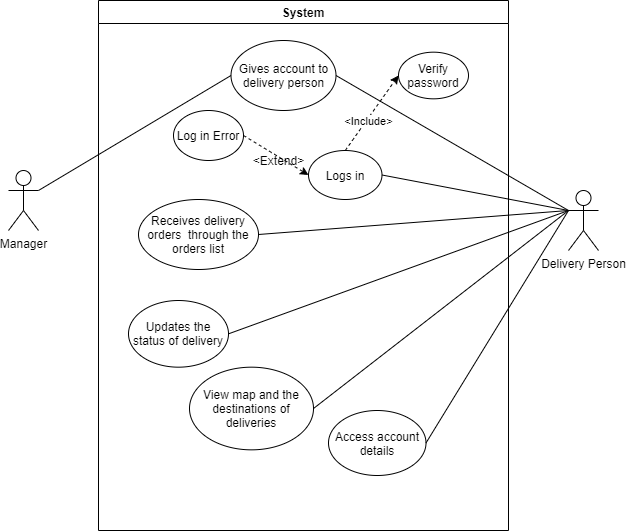 System
Gives account to
delivery person
Verify
password
<Include>
Log in Error
<Extend>
Logs in
Manager
Receives delivery
orders through the
orders list
Delivery Person
Updates the
status of delivery
View map and the
destinations of
deliveries
Access account
details